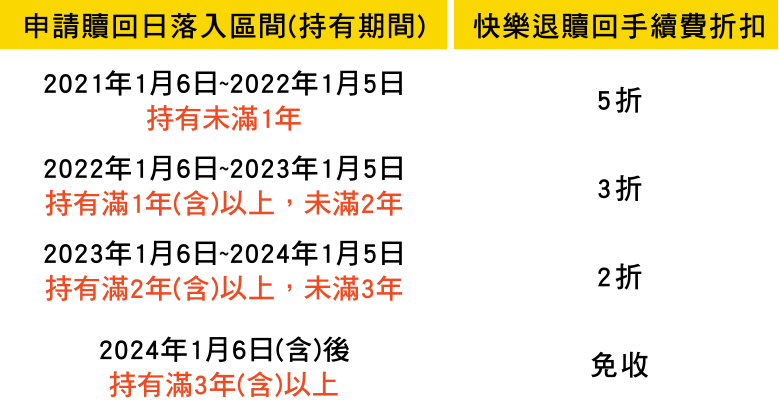 申請贖回日落入區間(持有期間)
快樂退贖回手續費折扣
2021年1月6日~2022年1月5日
持有未滿1年
5折
2022年1月6日~2023年1月5日
持有滿1年(含)以上，未滿2年
3折
2023年1月6日~2024年1月5日
持有滿2年(含)以上，未滿3年
2折
2024年1月6日(含)後
持有滿3年(含)以上
免收